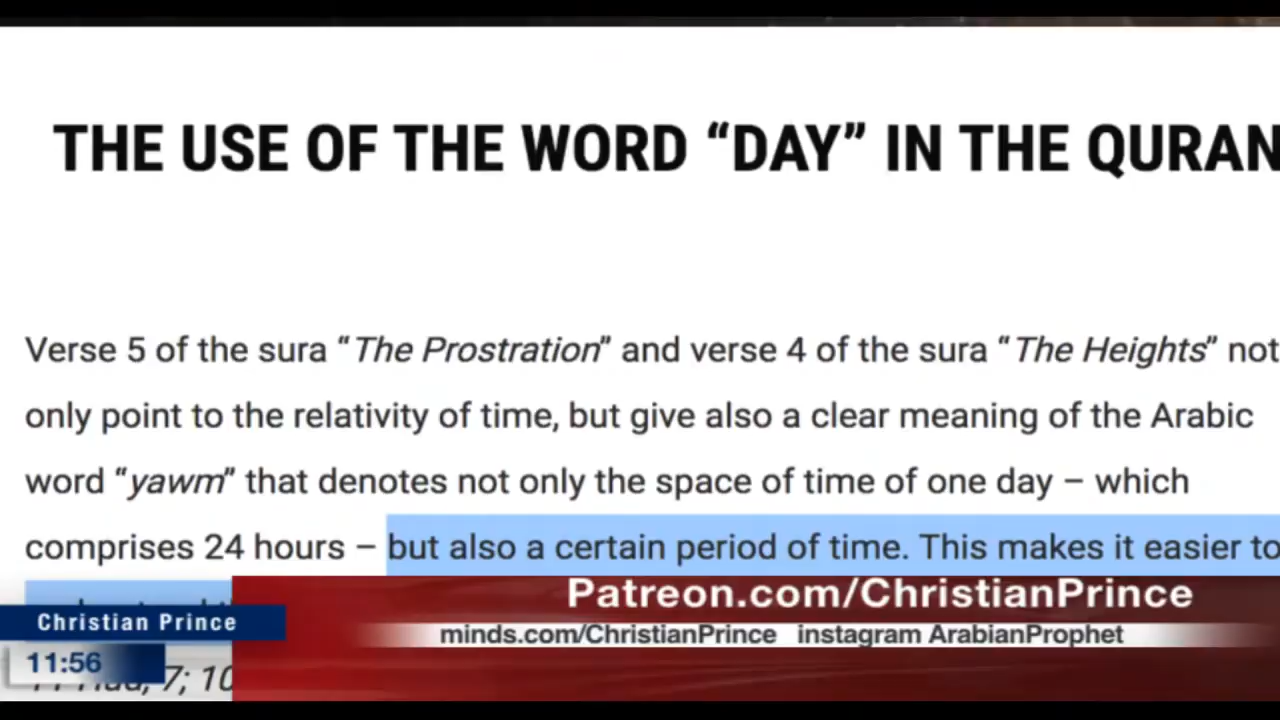 THE USE OF THE WORD “DAY” IN THE QURAN
Verse 5 of the sura “The Prostration” and verse 4 of the sura “The Heights” not
only point to the relativity of time, but give also a clear meaning of the Arabic
word “yawm” that denotes not only the space of time of one day – which
comprises 24 hours – but also a certain period of time. This makes it easier to
Patreon.com/ChristianPrince
Christian Prince
minds.com/ChristianPrince instagram ArabianProphet
11:56
7; 10